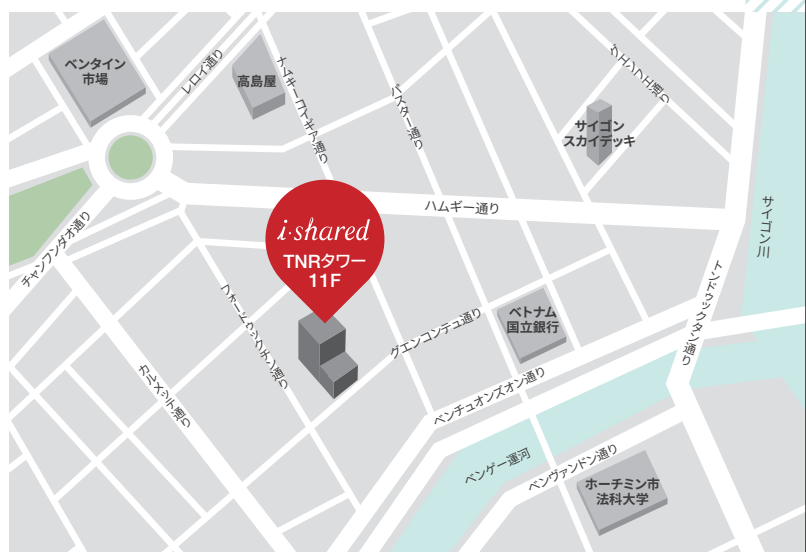 ベンタイン
市場
レロイ通り
高島屋
ナムキーコイギア通り
パスター通り
グエンフエ通り
サイゴン
スカイデッキ
サイゴン川
ハムギー通り
i·shared
TNRタワー
11F
チャンフンダオ通り
トンドゥックタン通り
フォードゥックチン通り
グエンコンチュ通り
ベトナム
国立銀行
カルメッテ通り
ベンチュオンズオン通り
ベンゲー運河
ベンヴァンドン通り
ホーチミン市
法科大学